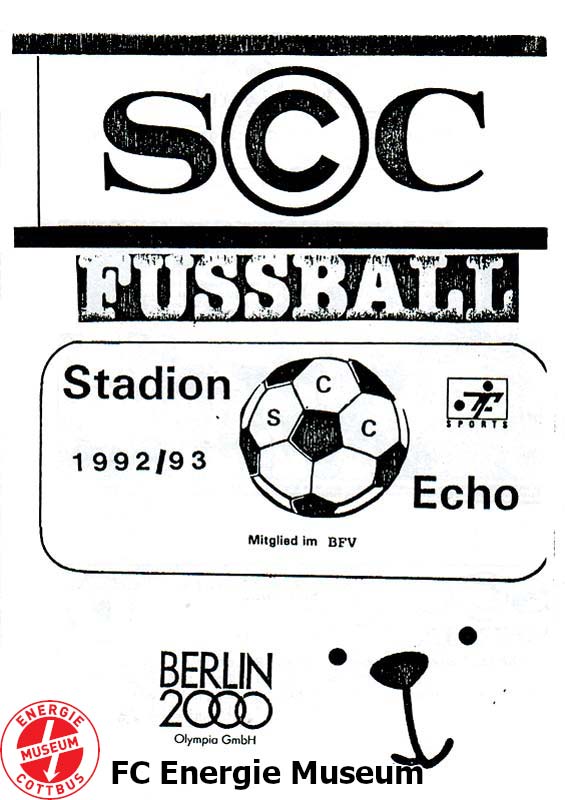 SCC
FUSSBALL
Stadion
1992/93
S C C
SPORTS
Echo
Mitglied im BFV
BERLIN
2000
Olympia GmbH
ENERGIE
MUSEUM
COTTBUS
FC Energie Museum